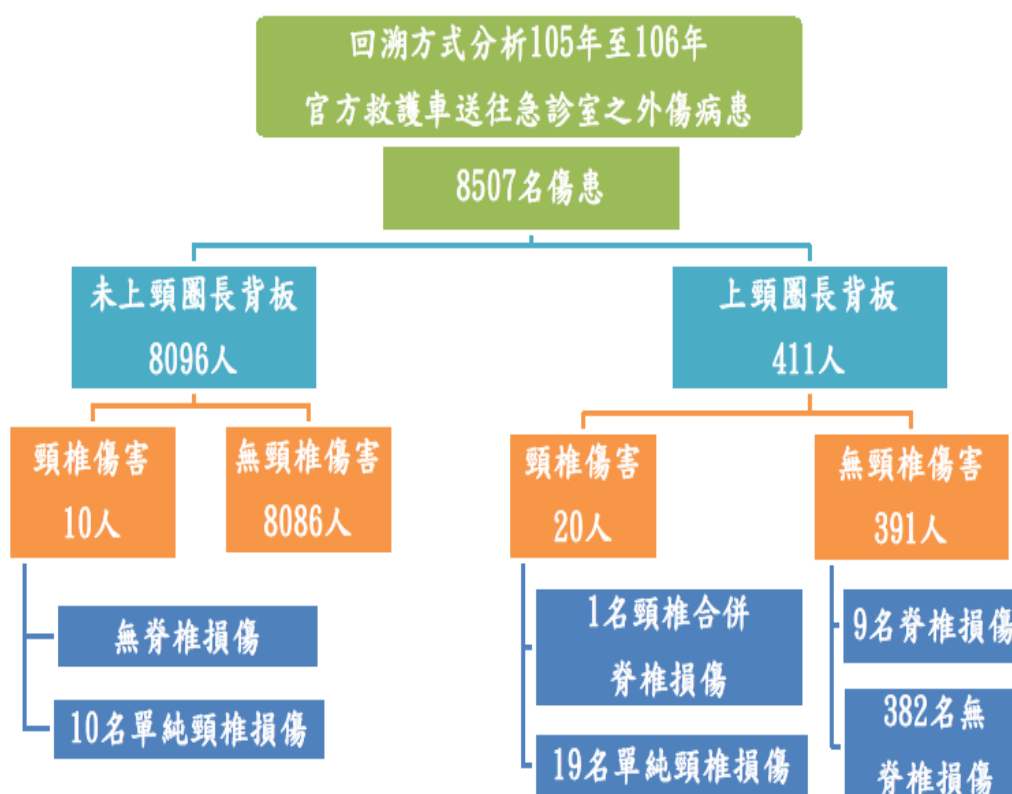 回溯方式分析105年至106年
官方救護車送往急診室之外傷病患
8507名傷患
未上頸圈長背板
8096人
上頸圈長背板
411人
頸椎傷害
10人
無頸椎傷害
8086人
頸椎傷害
20人
無頸椎傷害
391人
無脊椎損傷
10名單純頸椎損傷
1名頸椎合併
脊椎損傷
19名單純頸椎損傷
9名脊椎損傷
382名無
脊椎損傷